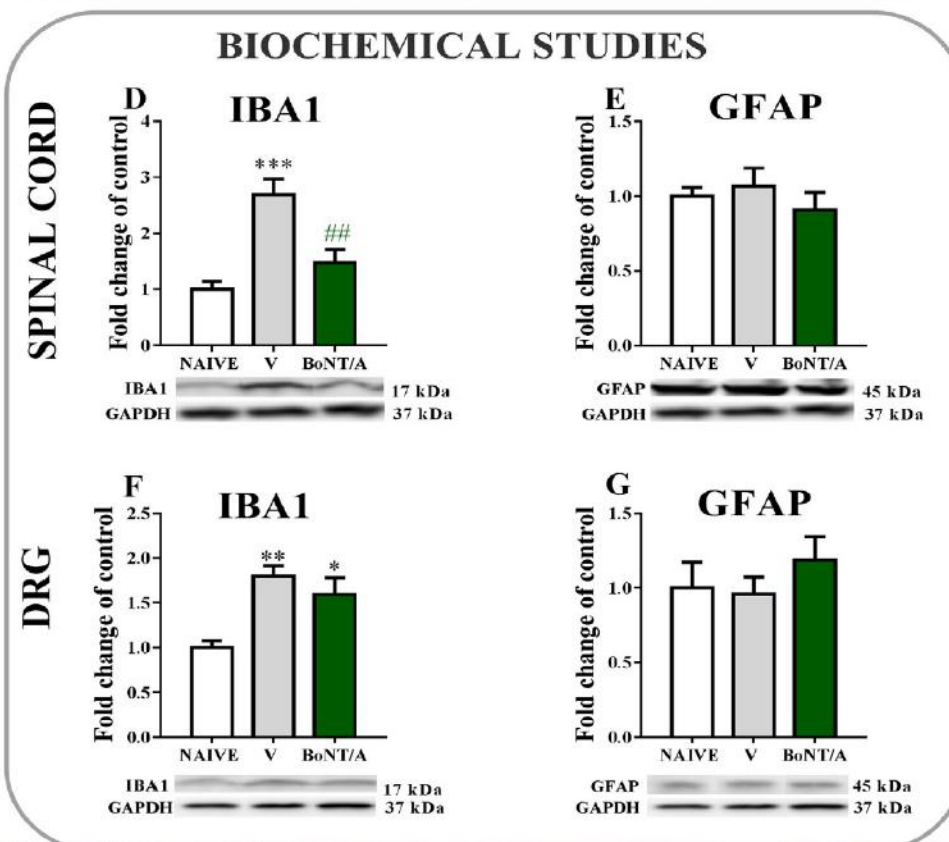 BIOCHEMICAL STUDIES
SPINAL CORD
D
IBA1
Fold change of control
4
3
2
1
0
***
##
NAIVE V BoNT/A
IBA1 17 kDa
GAPDH 37 kDa
E
GFAP
Fold change of control
1.5
1.0
0.5
0.0
NAIVE V BoNT/A
GFAP 45 kDa
GAPDH 37 kDa
DRG
F
IBA1
Fold change of control
2.5
2.0
1.5
1.0
0.5
0.0
**
*
NAIVE V BoNT/A
IBA1 17 kDa
GAPDH 37 kDa
G
GFAP
Fold change of control
1.5
1.0
0.5
0.0
NAIVE V BoNT/A
GFAP 45 kDa
GAPDH 37 kDa